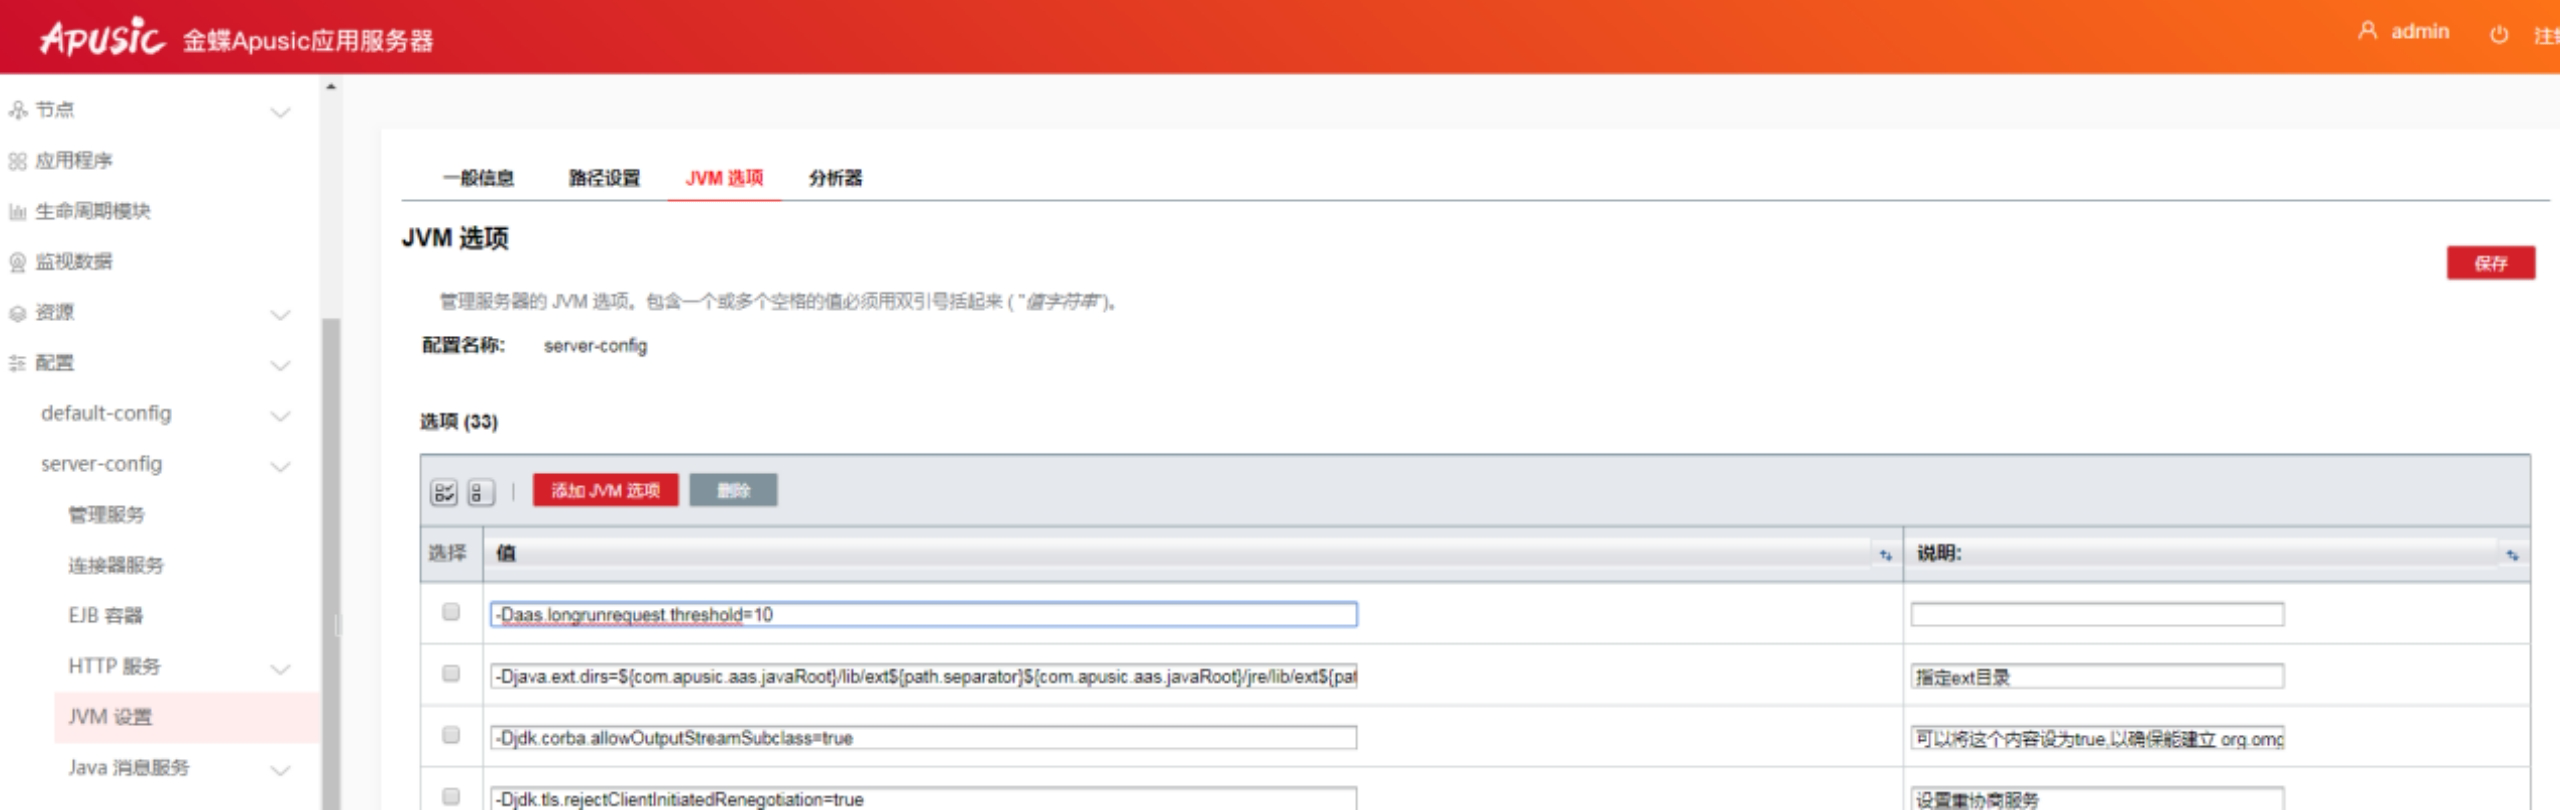 Apusic 金蝶Apusic应用服务器
admin
节点
应用程序
生命周期模块
监视数据
资源
配置
default-config
server-config
管理服务
连接器服务
EJB 容器
HTTP 服务
JVM 设置
Java 消息服务
一般信息 路径设置 JVM 选项 分析器
JVM 选项
保存
管理服务器的 JVM 选项。包含一个或多个空格的值必须用双引号括起来 ( "值字符串")。
配置名称: server-config
选项 (33)
添加 JVM 选项 删除
选择 值 说明:
-Daas.longrunrequest.threshold=10
-Djava.ext.dirs=${com.apusic.aas.javaRoot}/lib/ext${path.separator}${com.apusic.aas.javaRoot}/jre/lib/ext${pat 指定ext目录
-Djdk.corba.allowOutputStreamSubclass=true 可以将这个内容设为true,以确保能建立 org.omg
-Djdk.tls.rejectClientInitiatedRenegotiation=true 设置重协商服务